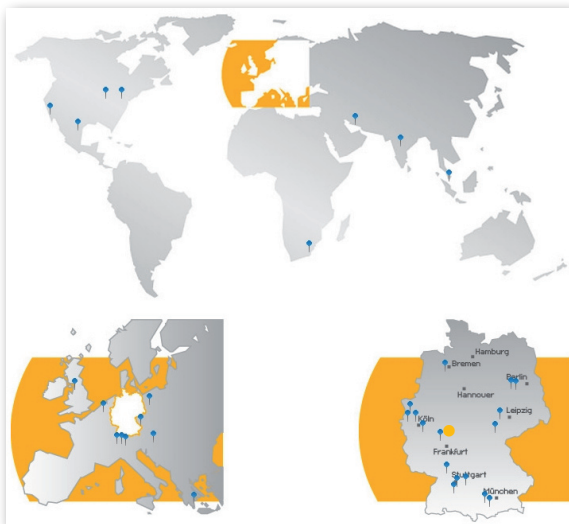 Hamburg
Bremen
Berlin
Hannover
Leipzig
Köln
Frankfurt
Stuttgart
München